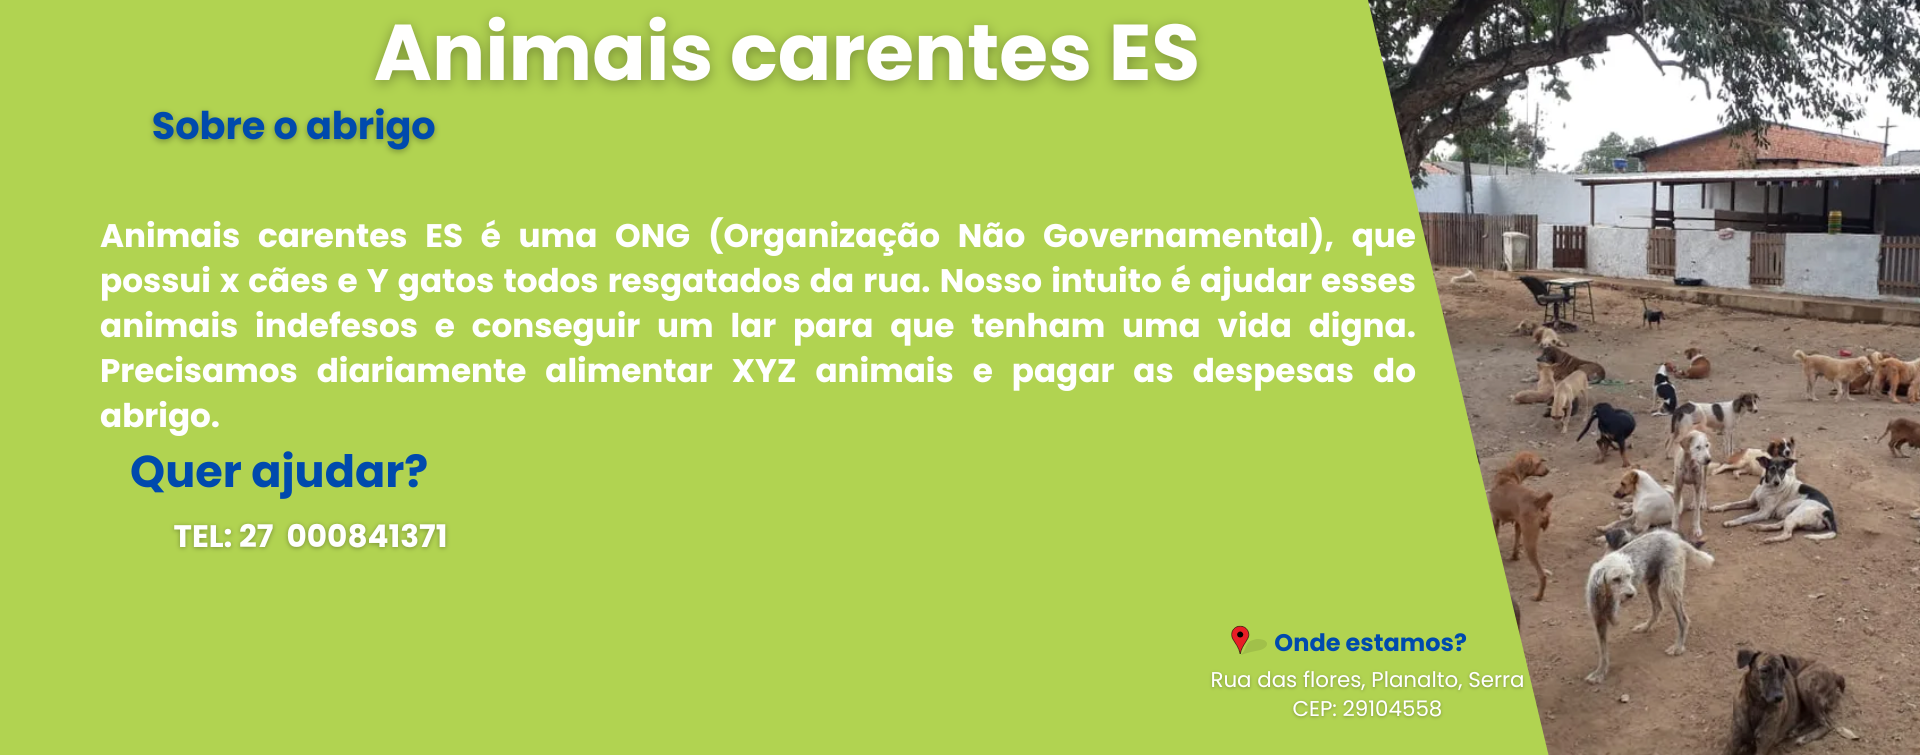 Animais carentes ES
Sobre o abrigo
Animais carentes ES é uma ONG (Organização Não Governamental), que
possui x cães e Y gatos todos resgatados da rua. Nosso intuito é ajudar esses
animais indefesos e conseguir um lar para que tenham uma vida digna.
Precisamos diariamente alimentar XYZ animais e pagar as despesas do
abrigo.
Quer ajudar?
TEL: 27 000841371
Onde estamos?
Rua das flores, Planalto, Serra
CEP: 29104558